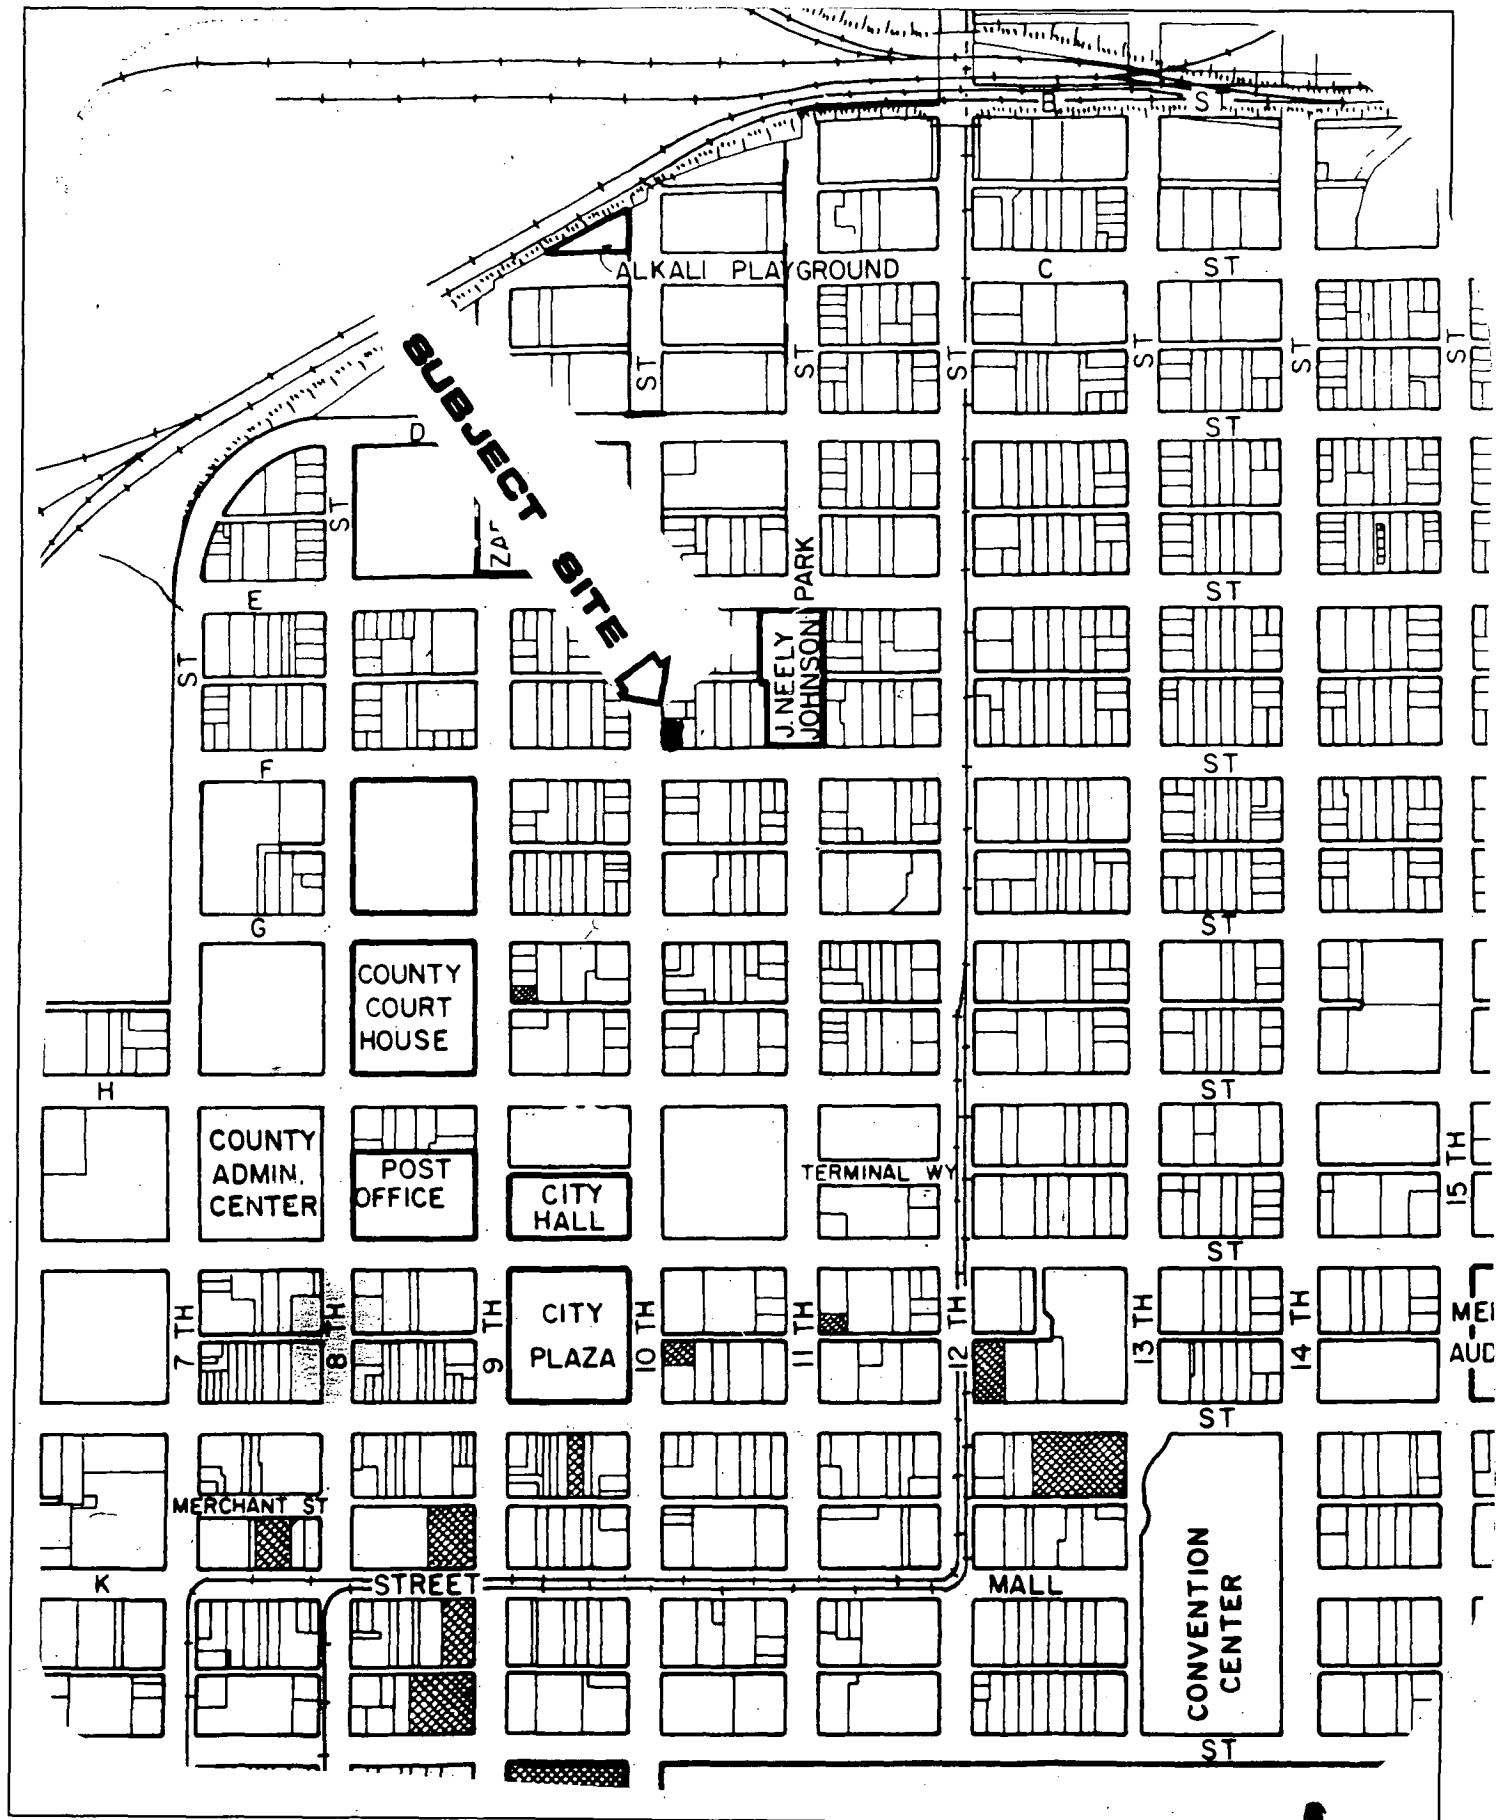 B ST
ALKALI PLAYGROUND
C ST
ST
ST
ST
ST
ST
ST
SUBJECT SITE
D ST
ST
J. NEELY
JOHNSON PARK
E ST
ST
F ST
G ST
COUNTY
COURT
HOUSE
H ST
COUNTY
ADMIN.
CENTER
POST
OFFICE
CITY
HALL
TERMINAL WY
15 TH
ST
7 TH
8 TH
9 TH
CITY
PLAZA
10 TH
11 TH
12 TH
13 TH
14 TH
ST
MERCHANT ST
K STREET MALL
CONVENTION
CENTER
ST